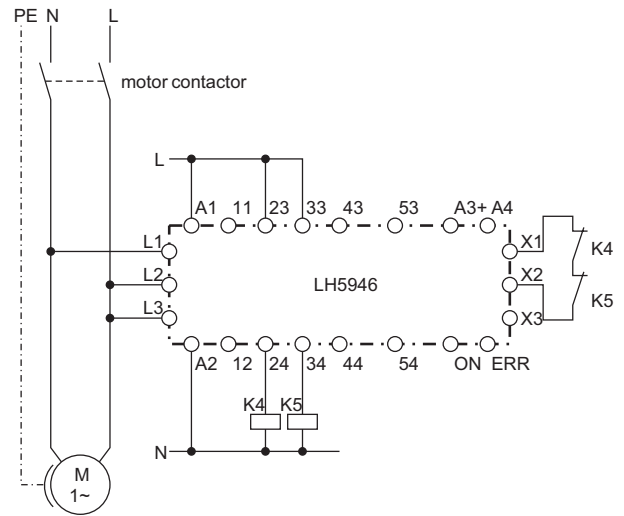 PE N L
motor contactor
L
A1 11 23 33 43 53 A3+ A4
L1 X1
K4
L2 LH5946 X2
K5
L3 X3
A2 12 24 34 44 54 ON ERR
K4 K5
N
M
1~